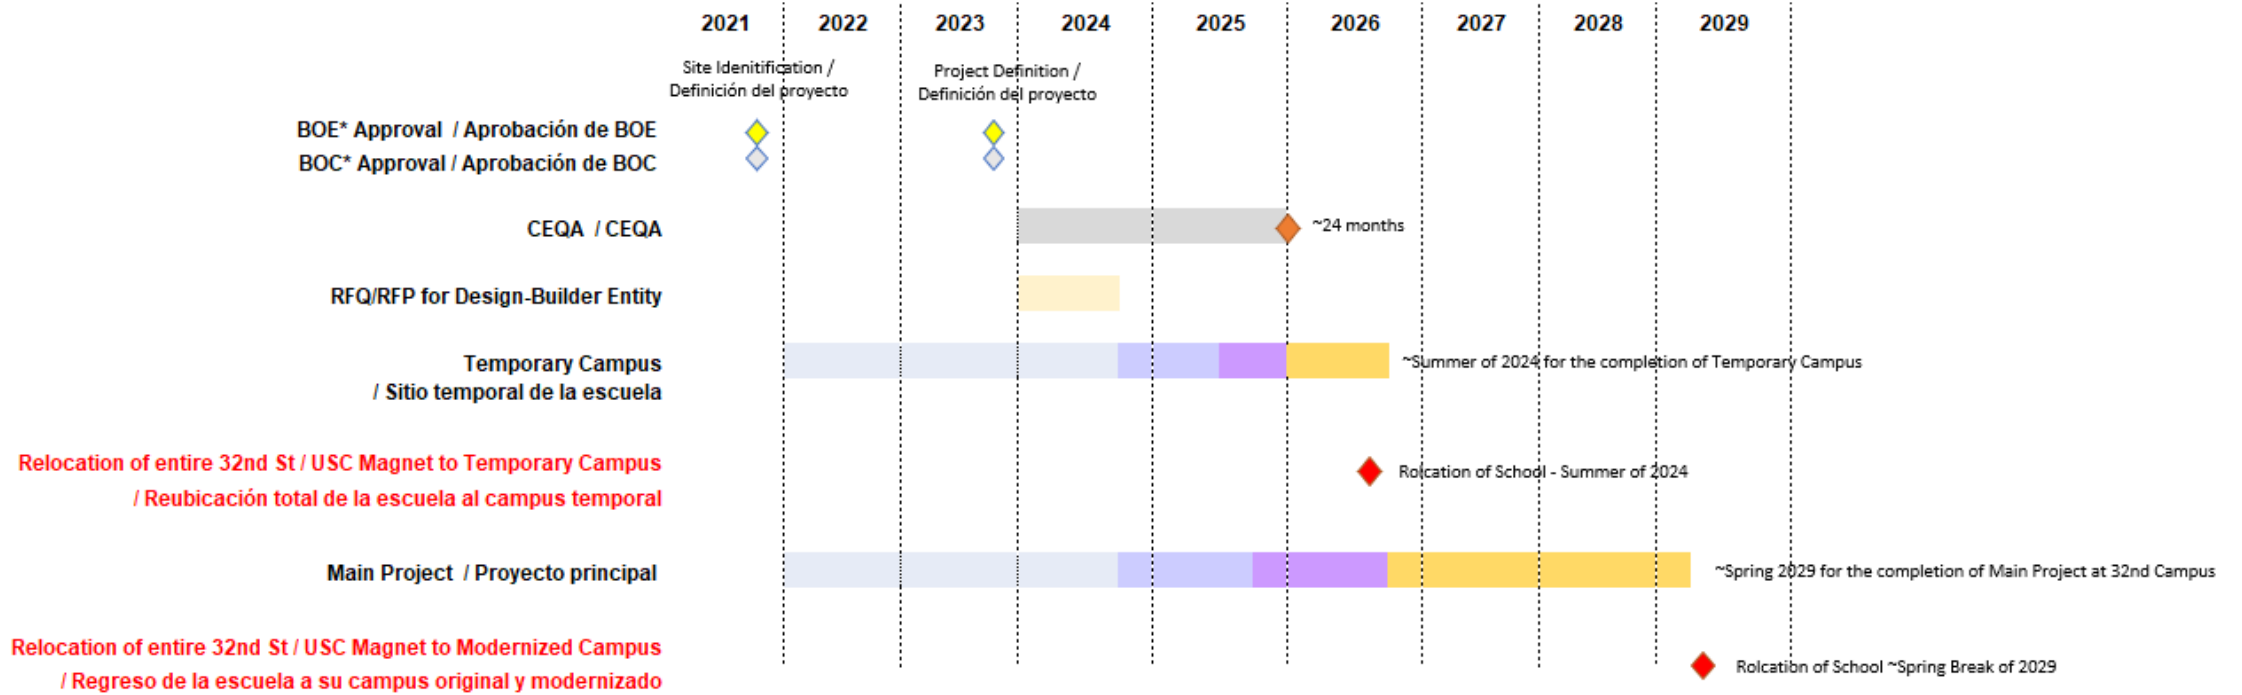 2021 2022 2023 2024 2025 2026 2027 2028 2029
Site Idenitification /
Definición del proyecto
Project Definition /
Definición del proyecto
BOE* Approval / Aprobación de BOE
BOC* Approval / Aprobación de BOC
CEQA / CEQA
~24 months
RFQ/RFP for Design-Builder Entity
Temporary Campus
/ Sitio temporal de la escuela
~Summer of 2024 for the completion of Temporary Campus
Relocation of entire 32nd St / USC Magnet to Temporary Campus
/ Reubicación total de la escuela al campus temporal
Rolcation of School - Summer of 2024
Main Project / Proyecto principal
~Spring 2029 for the completion of Main Project at 32nd Campus
Relocation of entire 32nd St / USC Magnet to Modernized Campus
/ Regreso de la escuela a su campus original y modernizado
Rolcation of School ~Spring Break of 2029